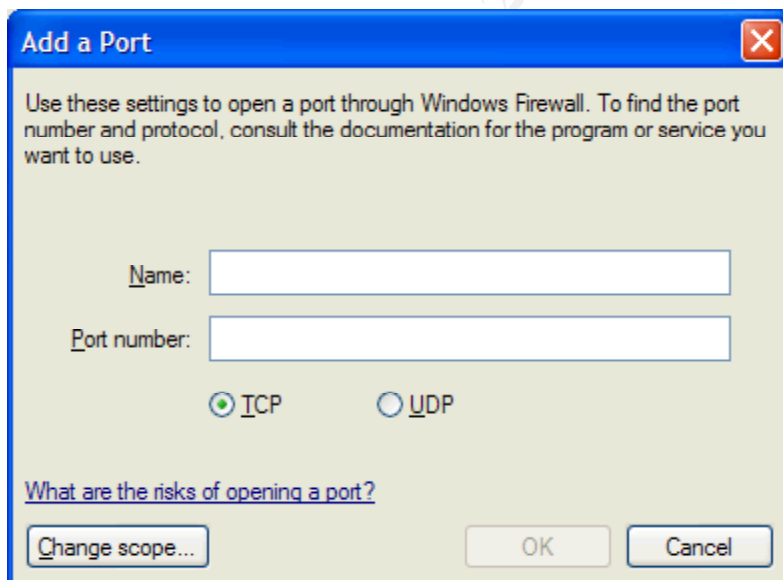 Add a Port
Use these settings to open a port through Windows Firewall. To find the port
number and protocol, consult the documentation for the program or service you
want to use.
Name:
Port number:
TCP UDP
What are the risks of opening a port?
Change scope... OK Cancel